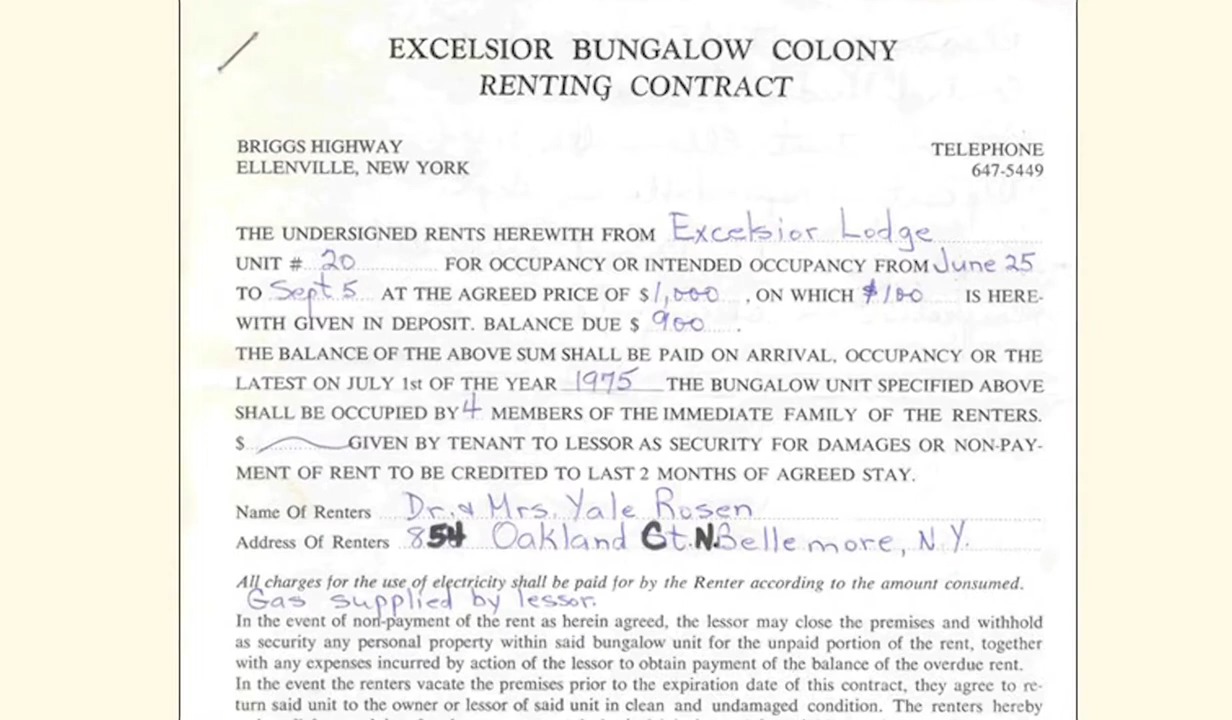 EXCELSIOR BUNGALOW COLONY
RENTING CONTRACT
BRIGGS HIGHWAY
ELLENVILLE, NEW YORK
TELEPHONE
647-5449
THE UNDERSIGNED RENTS HEREWITH FROM Excelsior Lodge
UNIT # 20 FOR OCCUPANCY OR INTENDED OCCUPANCY FROM June 25
TO Sept 5 AT THE AGREED PRICE OF $ 1,000 , ON WHICH $100 IS HERE-
WITH GIVEN IN DEPOSIT. BALANCE DUE $ 900 .
THE BALANCE OF THE ABOVE SUM SHALL BE PAID ON ARRIVAL, OCCUPANCY OR THE
LATEST ON JULY 1st OF THE YEAR 1975 THE BUNGALOW UNIT SPECIFIED ABOVE
SHALL BE OCCUPIED BY 4 MEMBERS OF THE IMMEDIATE FAMILY OF THE RENTERS.
$ GIVEN BY TENANT TO LESSOR AS SECURITY FOR DAMAGES OR NON-PAY-
MENT OF RENT TO BE CREDITED TO LAST 2 MONTHS OF AGREED STAY.
Name Of Renters Dr. & Mrs. Yale Rosen
Address Of Renters 854 Oakland Ct. N. Bellemore, N.Y.
All charges for the use of electricity shall be paid for by the Renter according to the amount consumed.
Gas supplied by lessor.
In the event of non-payment of the rent as herein agreed, the lessor may close the premises and withhold
as security any personal property within said bungalow unit for the unpaid portion of the rent, together
with any expenses incurred by action of the lessor to obtain payment of the balance of the overdue rent.
In the event the renters vacate the premises prior to the expiration date of this contract, they agree to re-
turn said unit to the owner or lessor of said unit in clean and undamaged condition. The renters hereby